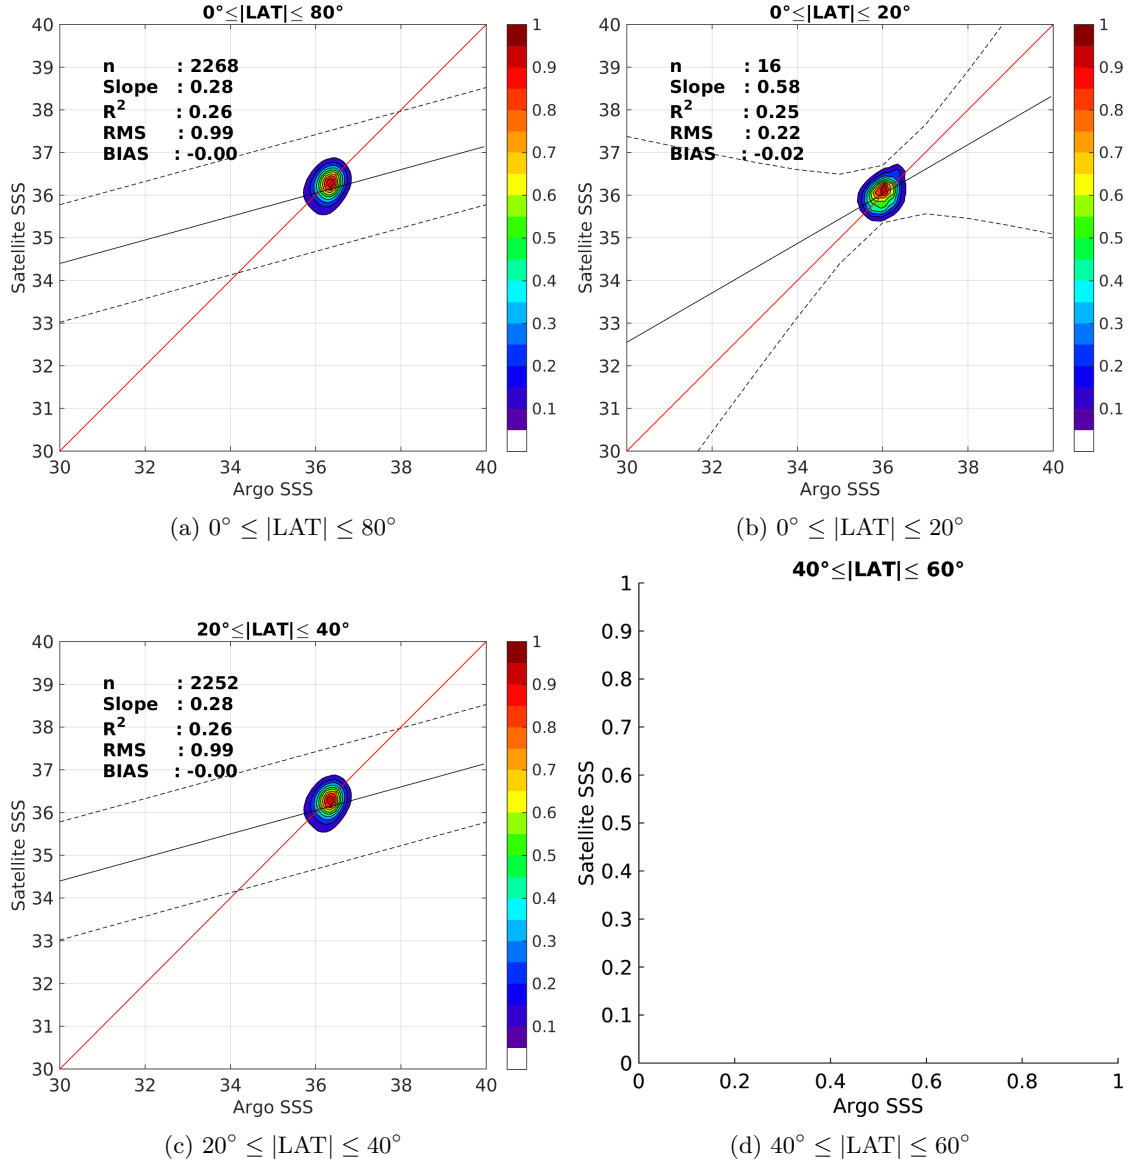 0°≤|LAT|≤ 80°
n : 2268
Slope : 0.28
R² : 0.26
RMS : 0.99
BIAS : -0.00
40
39
38
37
36
35
34
33
32
31
30
30 32 34 36 38 40
Satellite SSS
Argo SSS
1
0.9
0.8
0.7
0.6
0.5
0.4
0.3
0.2
0.1
(a) 0° ≤ |LAT| ≤ 80°
0°≤|LAT|≤ 20°
n : 16
Slope : 0.58
R² : 0.25
RMS : 0.22
BIAS : -0.02
40
39
38
37
36
35
34
33
32
31
30
30 32 34 36 38 40
Satellite SSS
Argo SSS
1
0.9
0.8
0.7
0.6
0.5
0.4
0.3
0.2
0.1
(b) 0° ≤ |LAT| ≤ 20°
20°≤|LAT|≤ 40°
n : 2252
Slope : 0.28
R² : 0.26
RMS : 0.99
BIAS : -0.00
40
39
38
37
36
35
34
33
32
31
30
30 32 34 36 38 40
Satellite SSS
Argo SSS
1
0.9
0.8
0.7
0.6
0.5
0.4
0.3
0.2
0.1
(c) 20° ≤ |LAT| ≤ 40°
40°≤|LAT|≤ 60°
1
0.9
0.8
0.7
0.6
0.5
0.4
0.3
0.2
0.1
0
0 0.2 0.4 0.6 0.8 1
Satellite SSS
Argo SSS
(d) 40° ≤ |LAT| ≤ 60°